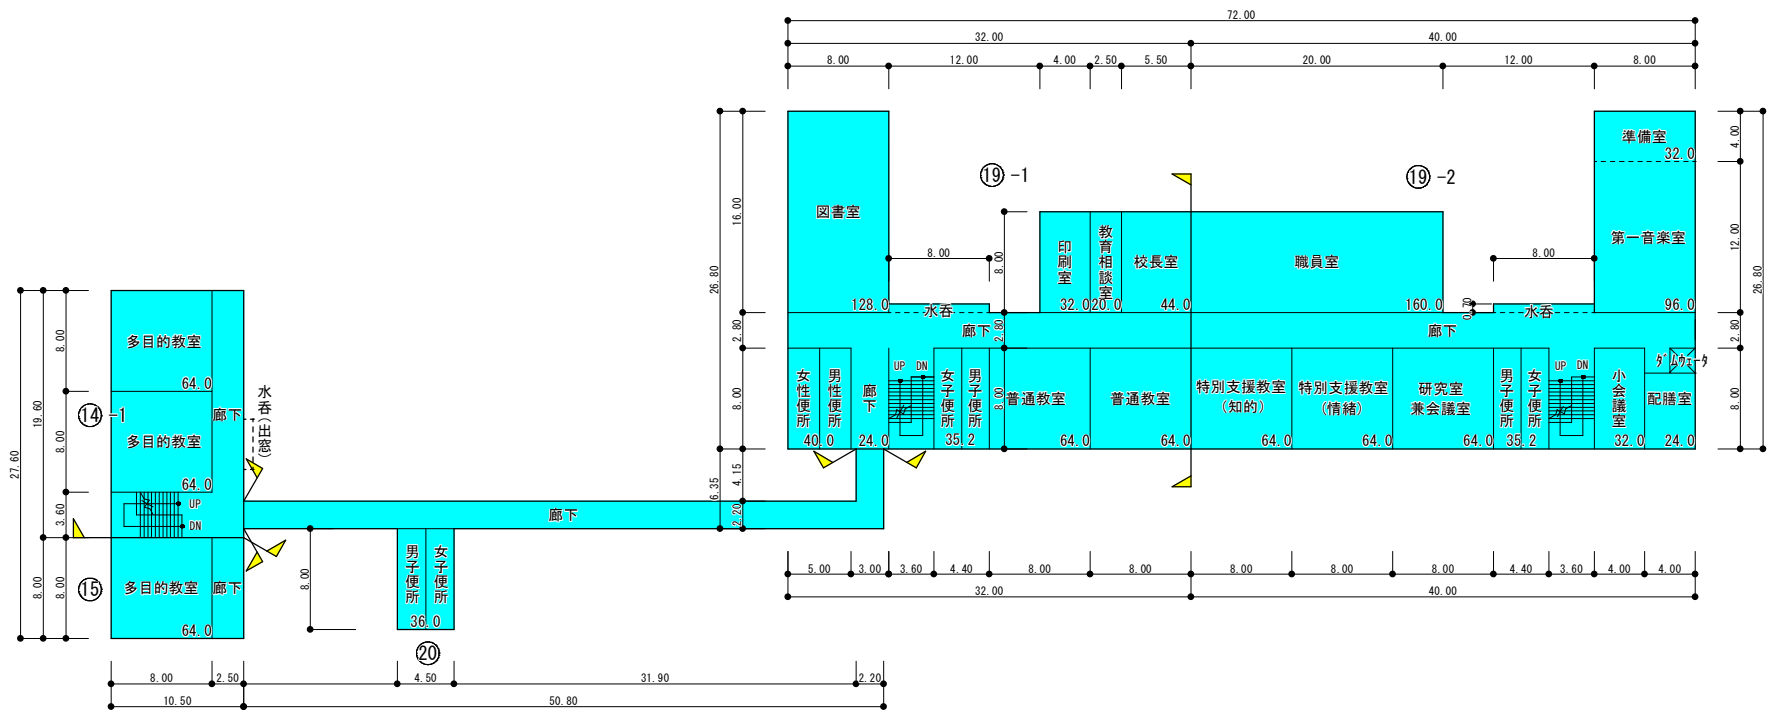 72.00
32.00
40.00
8.00
12.00
4.00
2.50
5.50
20.00
12.00
8.00
⑲-1
⑲-2
図書室
128.0
印刷室
32.0
教育相談室
20.0
校長室
44.0
職員室
160.0
準備室
32.0
第一音楽室
96.0
8.00
8.00
8.00
水呑
水呑
0.70
廊下
廊下
2.80
26.80
16.00
2.80
8.00
6.35
4.15
2.20
4.00
12.00
2.80
8.00
26.80
女性便所
男性便所
40.0
廊下
24.0
UP
DN
女子便所
男子便所
35.2
普通教室
8.00
64.0
普通教室
64.0
特別支援教室
(知的)
64.0
特別支援教室
(情緒)
64.0
研究室
兼会議室
64.0
男子便所
女子便所
35.2
UP
DN
小会議室
32.0
ダムウェータ
配膳室
24.0
5.00
3.00
3.60
4.40
8.00
8.00
8.00
8.00
8.00
4.40
3.60
4.00
4.00
32.00
40.00
27.60
19.60
8.00
8.00
8.00
3.60
8.00
⑭-1
⑮
多目的教室
64.0
多目的教室
64.0
廊下
水呑(出窓)
UP
DN
多目的教室
64.0
廊下
廊下
8.00
男子便所
女子便所
36.0
⑳
8.00
2.50
4.50
31.90
2.20
10.50
50.80